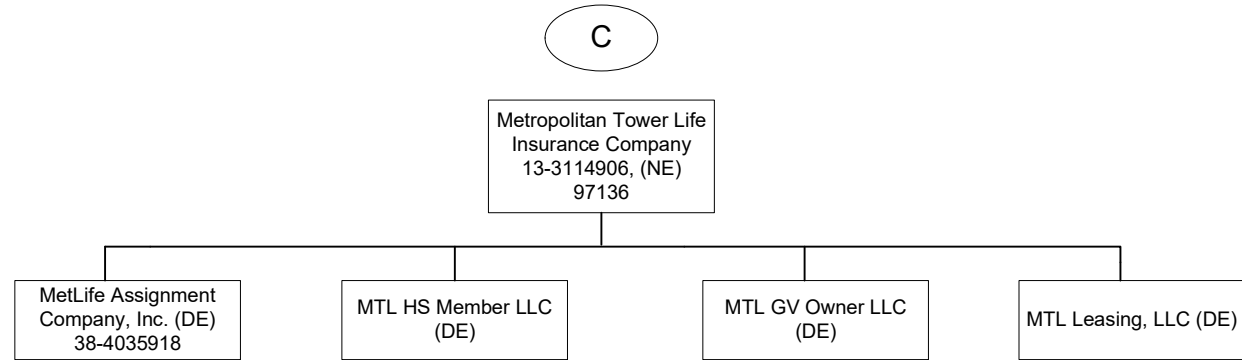 C
Metropolitan Tower Life
Insurance Company
13-3114906, (NE)
97136
MetLife Assignment
Company, Inc. (DE)
38-4035918
MTL HS Member LLC
(DE)
MTL GV Owner LLC
(DE)
MTL Leasing, LLC (DE)